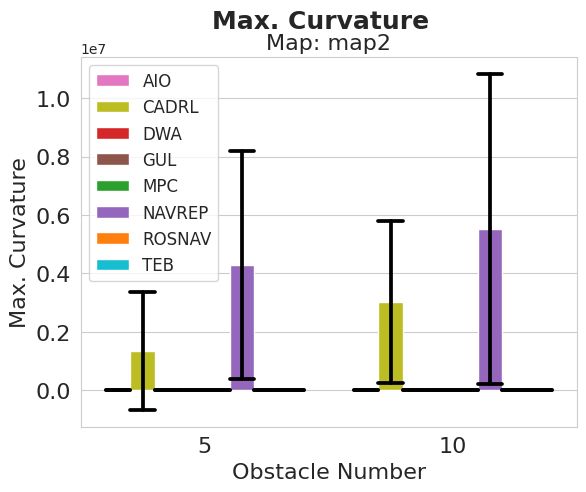 Max. Curvature
Map: map2
1e7
1.0
0.8
0.6
0.4
0.2
0.0
Max. Curvature
AIO
CADRL
DWA
GUL
MPC
NAVREP
ROSNAV
TEB
5
10
Obstacle Number